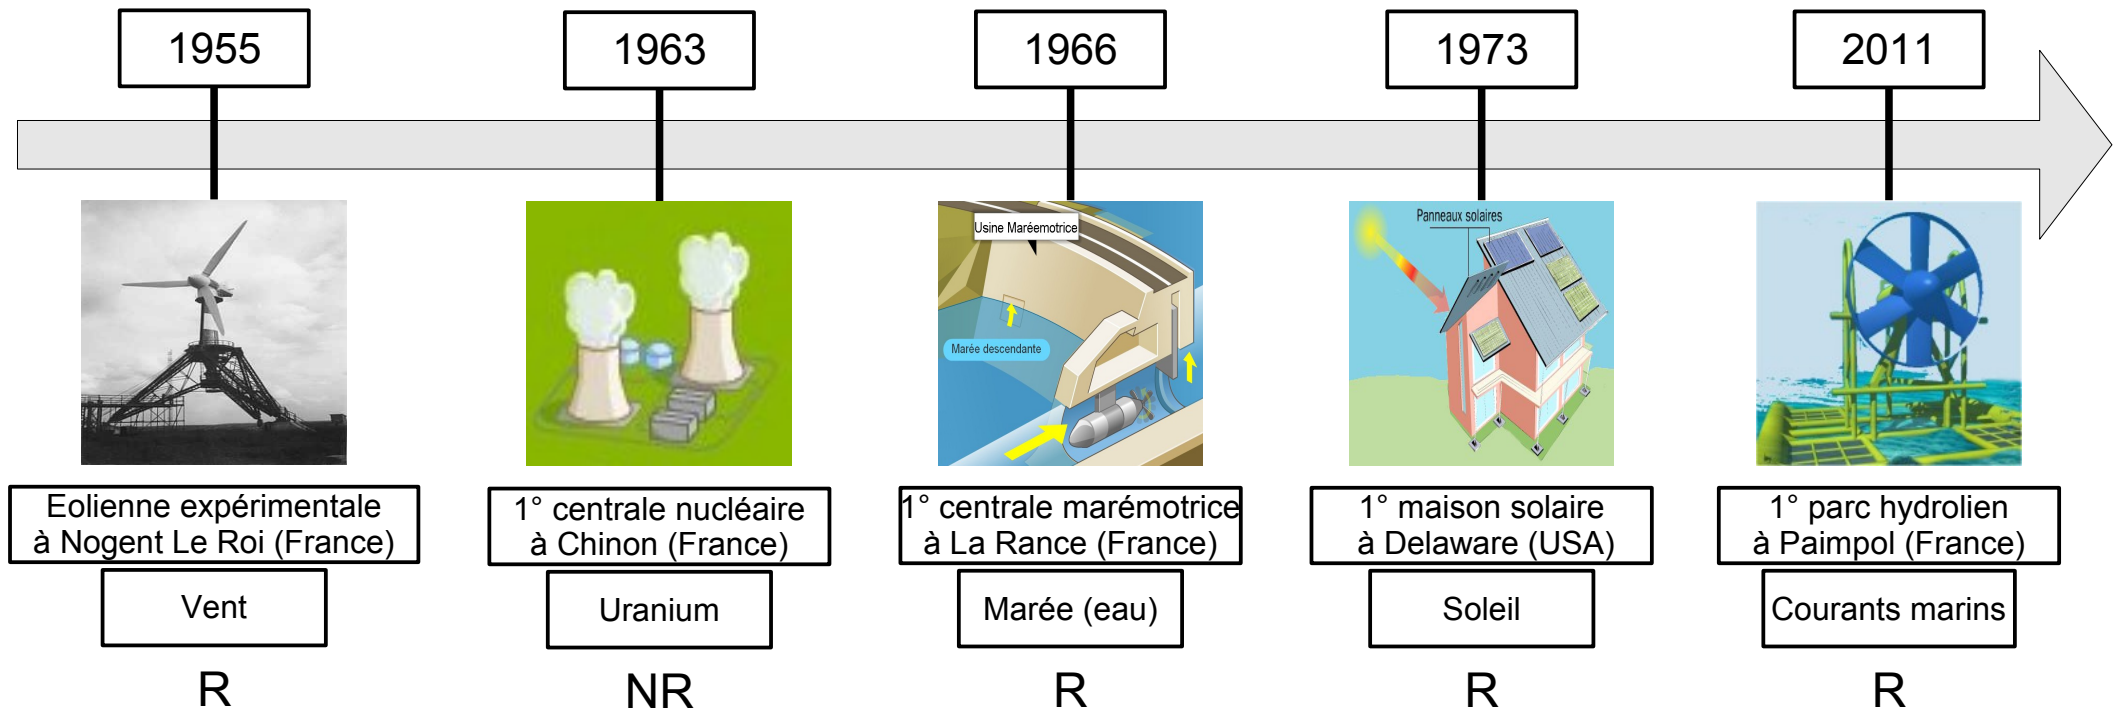 1955
1963
1966
1973
2011
Usine Marémotrice
Marée descendante
Panneaux solaires
Eolienne expérimentale
à Nogent Le Roi (France)
1° centrale nucléaire
à Chinon (France)
1° centrale marémotrice
à La Rance (France)
1° maison solaire
à Delaware (USA)
1° parc hydrolien
à Paimpol (France)
Vent
Uranium
Marée (eau)
Soleil
Courants marins
R
NR
R
R
R